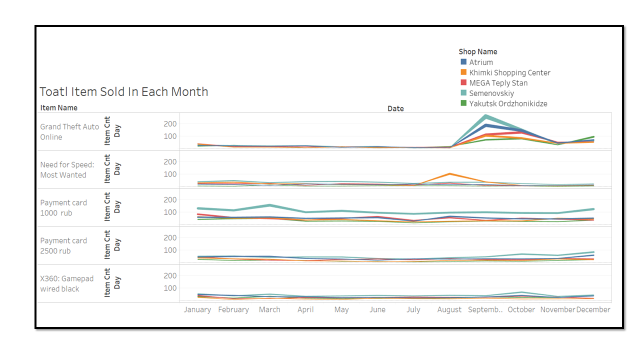 Shop Name
Atrium
Khimki Shopping Center
MEGA Teply Stan
Semenovskiy
Yakutsk Ordzhonikidze
Toatl Item Sold In Each Month
Item Name
Date
Grand Theft Auto
Online
Item Cnt
Day
200
100
Need for Speed:
Most Wanted
Item Cnt
Day
200
100
Payment card
1000 rub
Item Cnt
Day
200
100
Payment card
2500 rub
Item Cnt
Day
200
100
X360: Gamepad
wired black
Item Cnt
Day
200
100
January February March April May June July August Septemb.. October November December